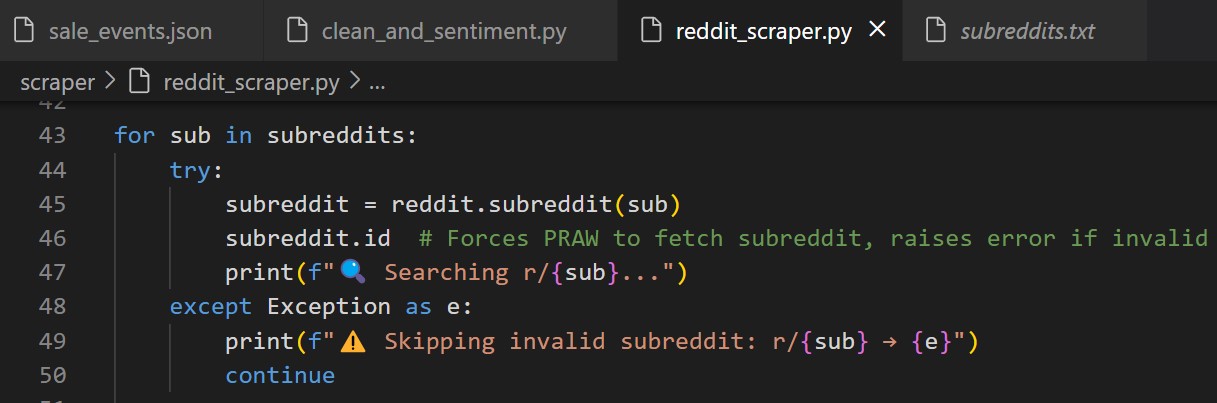 sale_events.json clean_and_sentiment.py reddit_scraper.py × subreddits.txt
scraper > reddit_scraper.py > ...
42
43 for sub in subreddits:
44     try:
45         subreddit = reddit.subreddit(sub)
46         subreddit.id  # Forces PRAW to fetch subreddit, raises error if invalid
47         print(f"🔍 Searching r/{sub}...")
48     except Exception as e:
49         print(f"⚠️ Skipping invalid subreddit: r/{sub} → {e}")
50         continue